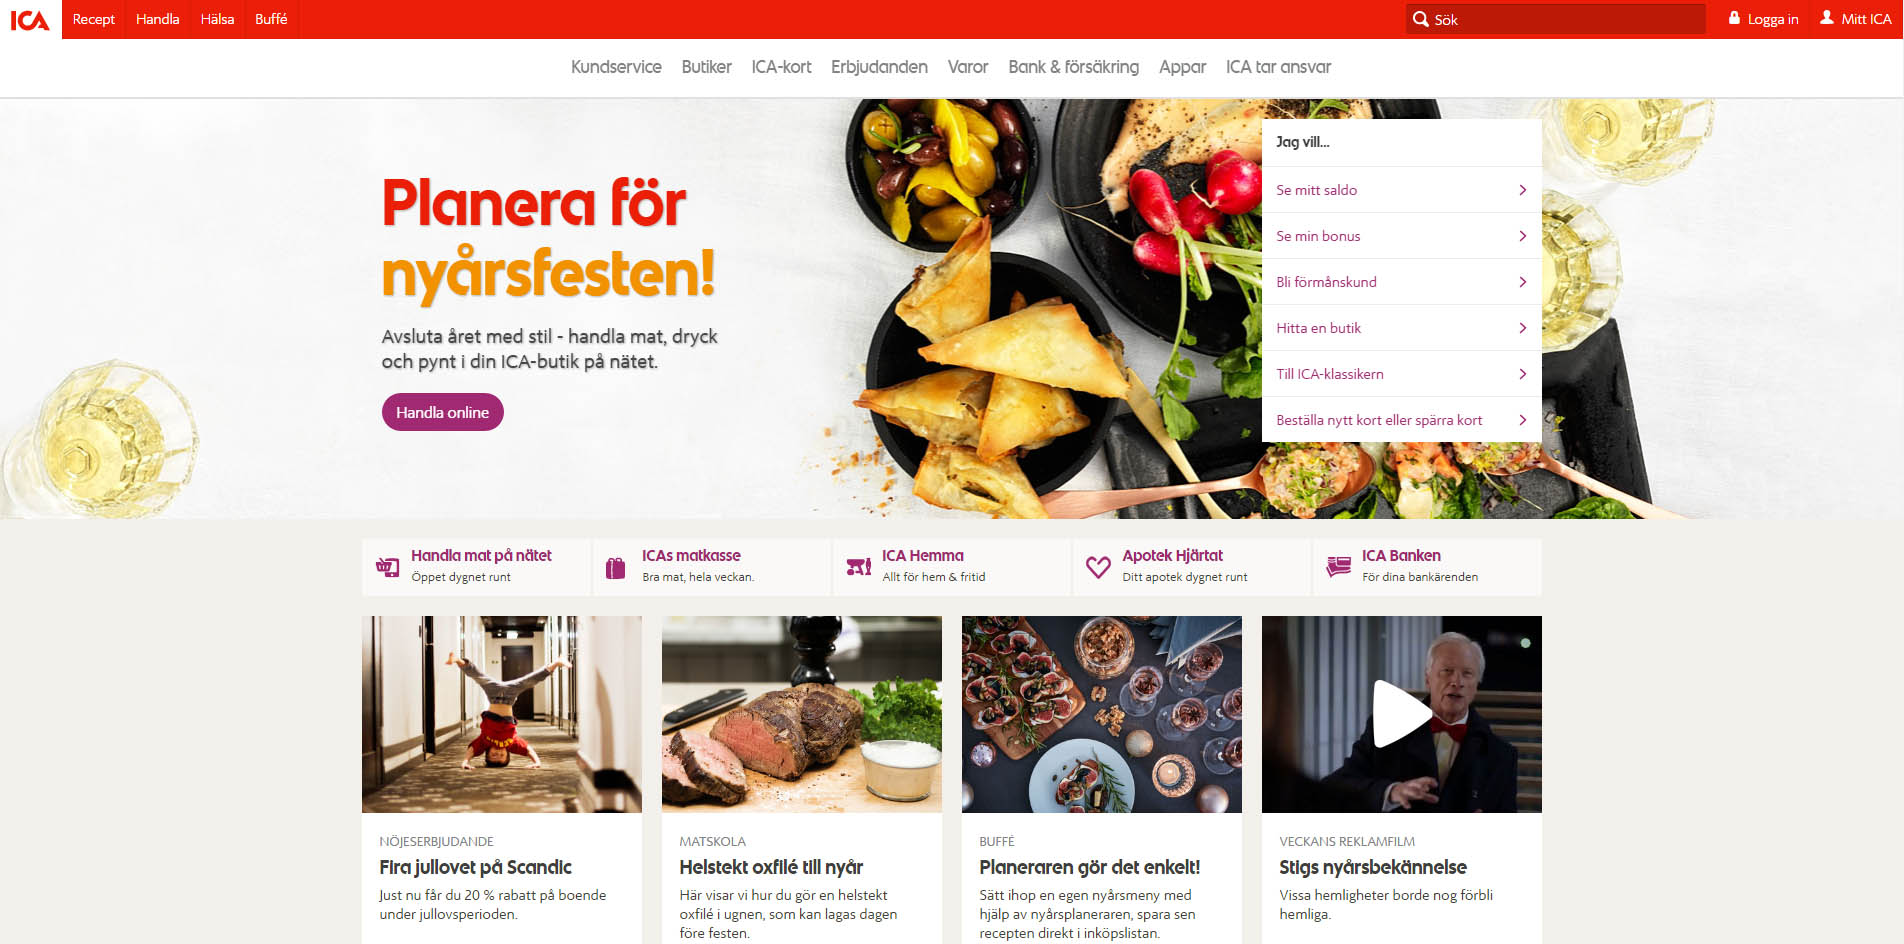 ICA
Recept
Handla
Hälsa
Buffé
Sök
Logga in
Mitt ICA
Kundservice
Butiker
ICA-kort
Erbjudanden
Varor
Bank & försäkring
Appar
ICA tar ansvar
Planera för
nyårsfesten!
Avsluta året med stil - handla mat, dryck
och pynt i din ICA-butik på nätet.
Handla online
Jag vill...
Se mitt saldo
Se min bonus
Bli förmånskund
Hitta en butik
Till ICA-klassikern
Beställa nytt kort eller spärra kort
Handla mat på nätet
Öppet dygnet runt
ICAs matkasse
Bra mat, hela veckan.
ICA Hemma
Allt för hem & fritid
Apotek Hjärtat
Ditt apotek dygnet runt
ICA Banken
För dina bankärenden
NÖJESERBJUDANDE
Fira jullovet på Scandic
Just nu får du 20 % rabatt på boende
under jullovsperioden.
MATSKOLA
Helstekt oxfilé till nyår
Här visar vi hur du gör en helstekt
oxfilé i ugnen, som kan lagas dagen
före festen.
BUFFÉ
Planeraren gör det enkelt!
Sätt ihop en egen nyårsmeny med
hjälp av nyårsplaneraren, spara sen
recepten direkt i inköpslistan.
VECKANS REKLAMFILM
Stigs nyårsbekännelse
Vissa hemligheter borde nog förbli
hemliga.